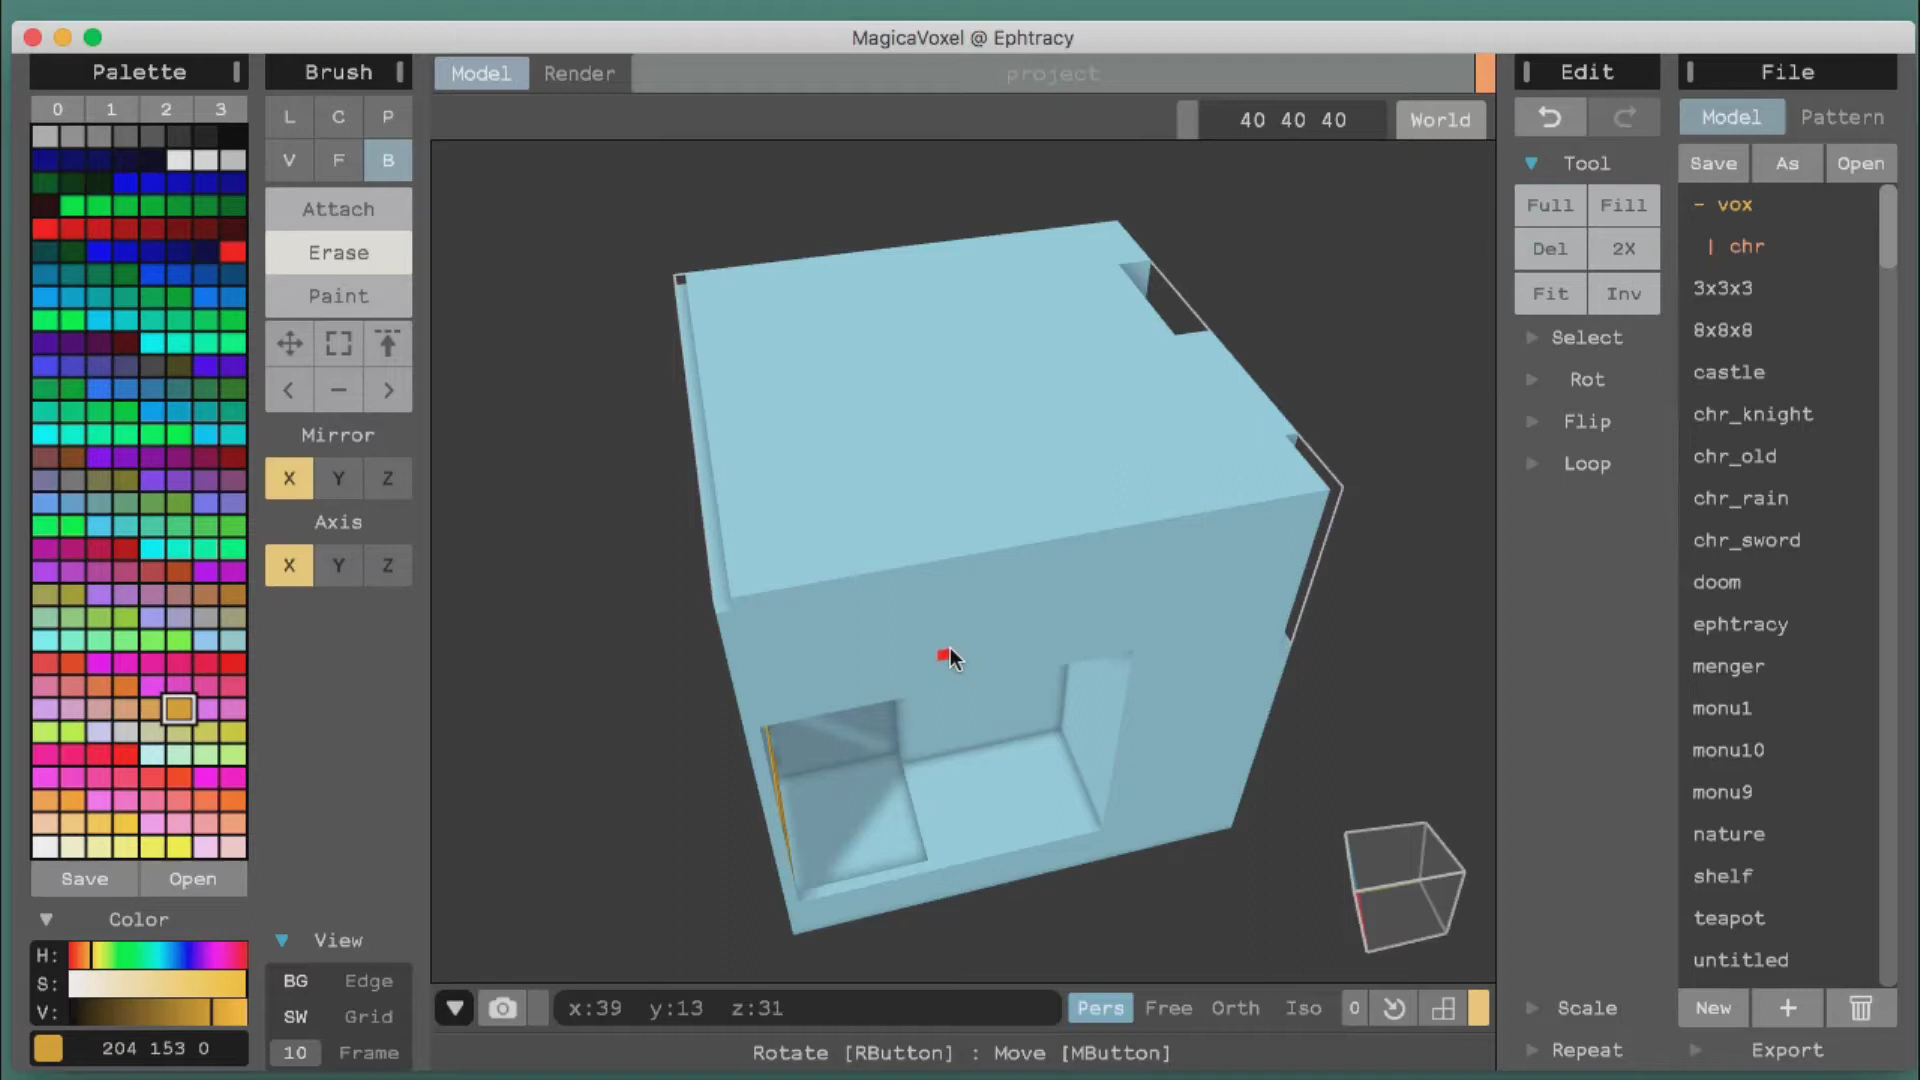 MagicaVoxel @ Ephtracy
Palette
0 1 2 3
Save Open
Color
H:
S:
V:
204 153 0
Brush
L C P
V F B
Attach
Erase
Paint
Mirror
X Y Z
Axis
X Y Z
View
BG Edge
SW Grid
10 Frame
Model Render project
40 40 40 World
x:39 y:13 z:31
Pers Free Orth Iso 0
Rotate [RButton] : Move [MButton]
Edit
Tool
Full Fill
Del 2X
Fit Inv
Select
Rot
Flip
Loop
Scale
Repeat
File
Model Pattern
Save As Open
- vox
| chr
3x3x3
8x8x8
castle
chr_knight
chr_old
chr_rain
chr_sword
doom
ephtracy
menger
monu1
monu10
monu9
nature
shelf
teapot
untitled
New +
Export